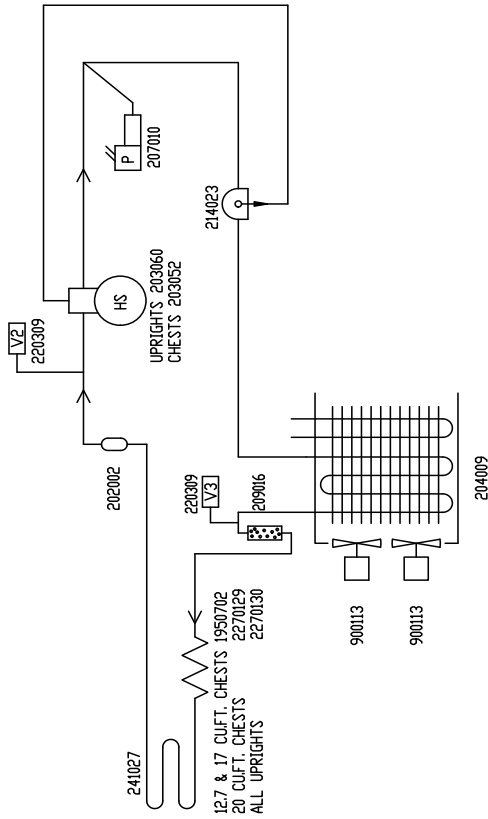 V2
220309
HS
UPRIGHTS 203060
CHESTS 203052
P
207010
214023
202002
220309
V3
209016
241027
12.7 & 17 CU.FT. CHESTS 1950702
20 CU.FT. CHESTS 2270129
ALL UPRIGHTS 2270130
900113
900113
204009